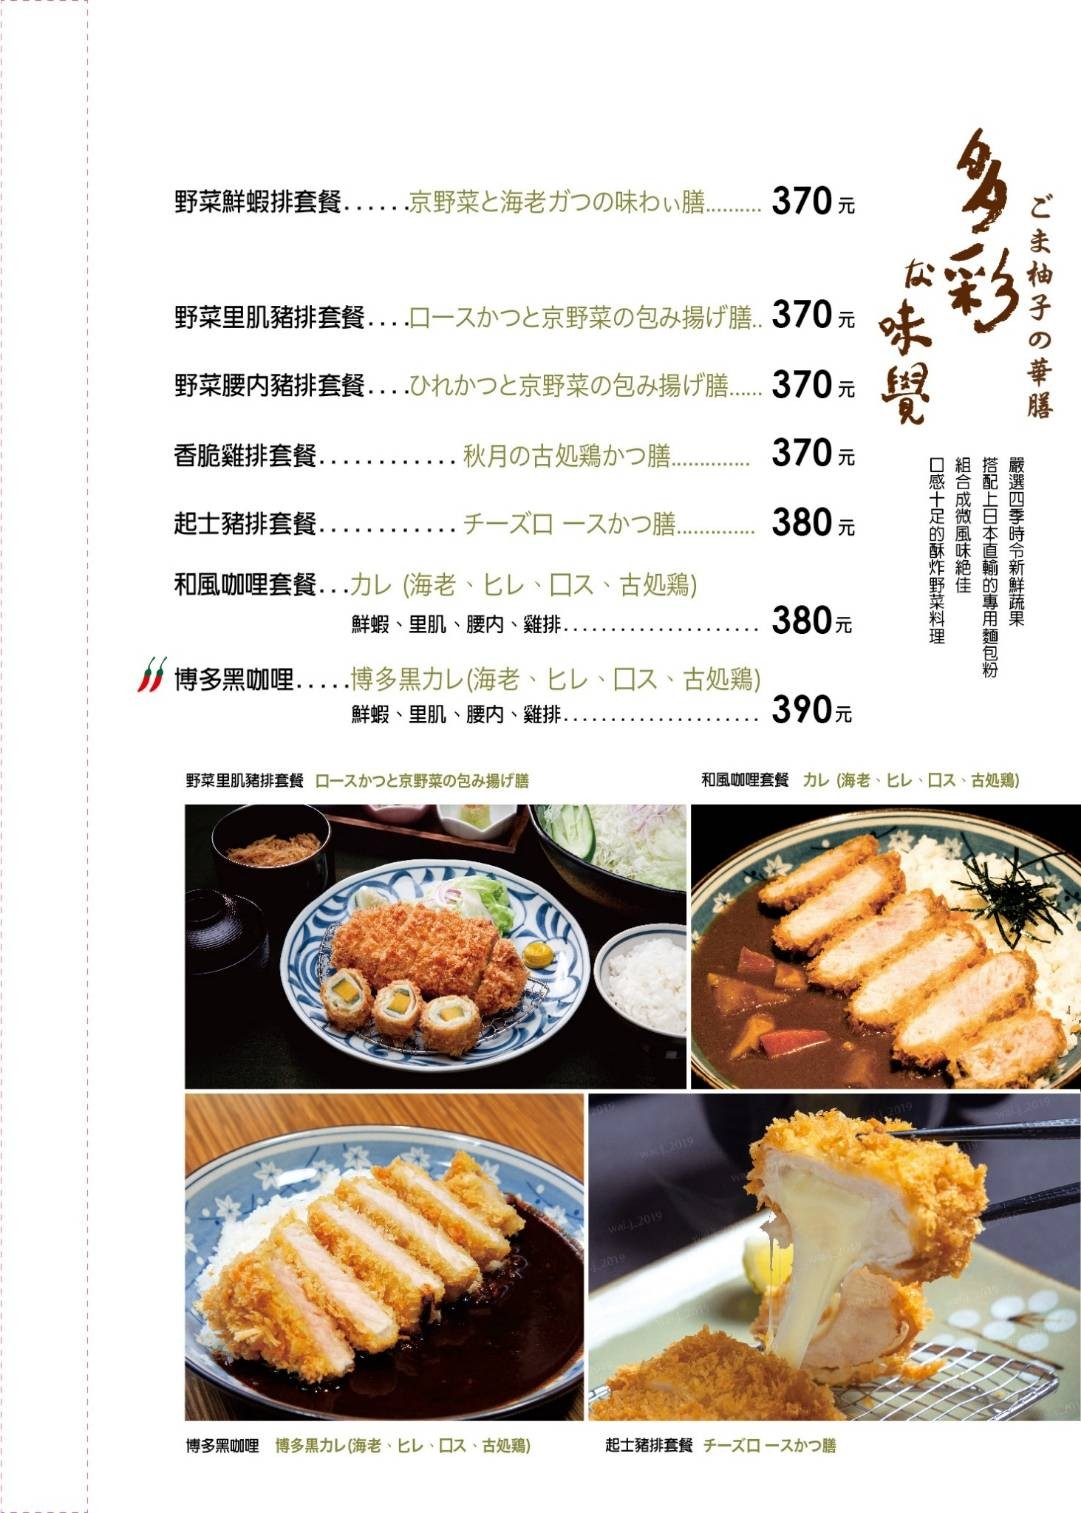 多彩
な味覺
ごま柚子の華膳
嚴選四季時令新鮮蔬果
搭配上日本直輸的專用麵包粉
組合成微風味絶佳
口感十足的酥炸野菜料理
野菜鮮蝦排套餐......京野菜と海老ガつの味わぃ膳.......... 370元
野菜里肌豬排套餐....ロースかつと京野菜の包み揚げ膳.. 370元
野菜腰内豬排套餐....ひれかつと京野菜の包み揚げ膳...... 370元
香脆雞排套餐............秋月の古処鶏かつ膳.............. 370元
起士豬排套餐............チーズロ ースかつ膳.............. 380元
和風咖哩套餐...カレ (海老、ヒレ、口ス、古処鶏)
鮮蝦、里肌、腰内、雞排..................... 380元
博多黑咖哩.....博多黒カレ(海老、ヒレ、口ス、古処鶏)
鮮蝦、里肌、腰内、雞排..................... 390元
野菜里肌豬排套餐 ロースかつと京野菜の包み揚げ膳
和風咖哩套餐 カレ (海老、ヒレ、口ス、古処鶏)
wai.j_2019
博多黑咖哩 博多黒カレ(海老、ヒレ、口ス、古処鶏)
起士豬排套餐 チーズロ ースかつ膳